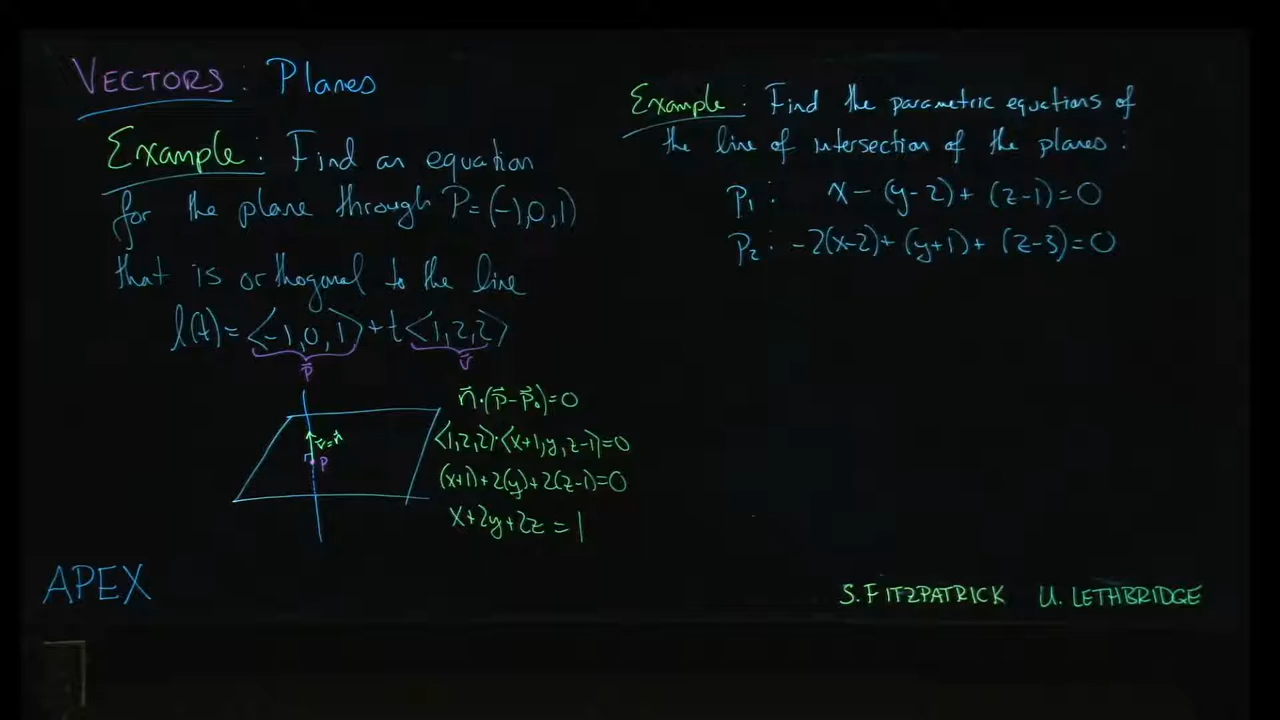 VECTORS: Planes
Example: Find an equation
for the plane through P=(-1,0,1)
that is orthogonal to the line
l(t)=<-1,0,1>+t<1,2,2>
p⃗ v⃗
v⃗=n⃗
P
n⃗·(p⃗-p⃗₀)=0
<1,2,2>·<x+1,y,z-1>=0
(x+1)+2(y)+2(z-1)=0
x+2y+2z=1
APEX
Example: Find the parametric equations of
the line of intersection of the planes:
P₁: x-(y-2)+(z-1)=0
P₂: -2(x-2)+(y+1)+(z-3)=0
S. FITZPATRICK U. LETHBRIDGE